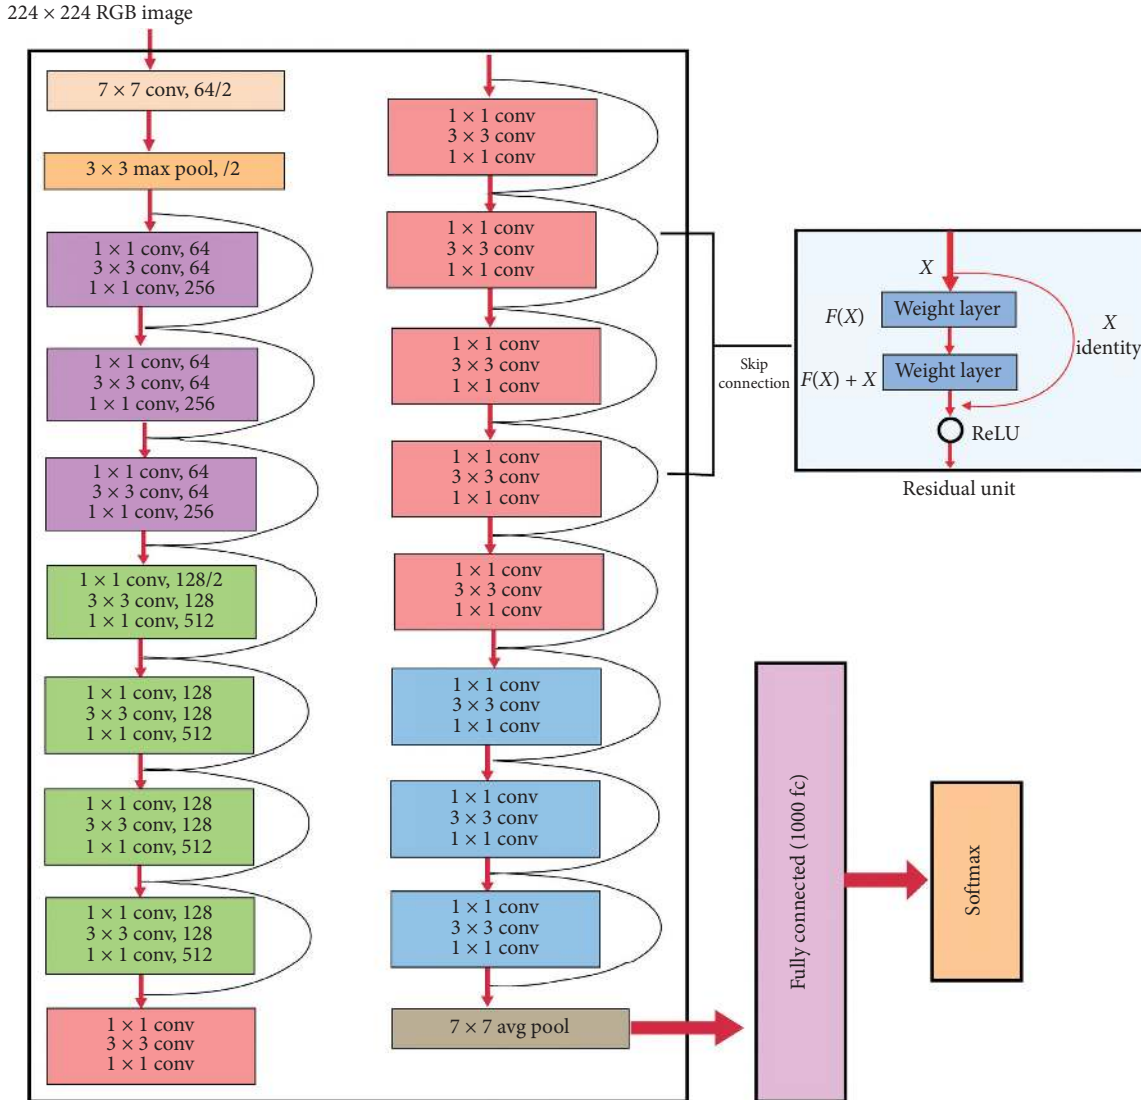 224 × 224 RGB image
7 × 7 conv, 64/2
3 × 3 max pool, /2
1 × 1 conv, 64
3 × 3 conv, 64
1 × 1 conv, 256
1 × 1 conv, 64
3 × 3 conv, 64
1 × 1 conv, 256
1 × 1 conv, 64
3 × 3 conv, 64
1 × 1 conv, 256
1 × 1 conv, 128/2
3 × 3 conv, 128
1 × 1 conv, 512
1 × 1 conv, 128
3 × 3 conv, 128
1 × 1 conv, 512
1 × 1 conv, 128
3 × 3 conv, 128
1 × 1 conv, 512
1 × 1 conv, 128
3 × 3 conv, 128
1 × 1 conv, 512
1 × 1 conv
3 × 3 conv
1 × 1 conv
1 × 1 conv
3 × 3 conv
1 × 1 conv
1 × 1 conv
3 × 3 conv
1 × 1 conv
1 × 1 conv
3 × 3 conv
1 × 1 conv
1 × 1 conv
3 × 3 conv
1 × 1 conv
1 × 1 conv
3 × 3 conv
1 × 1 conv
1 × 1 conv
3 × 3 conv
1 × 1 conv
1 × 1 conv
3 × 3 conv
1 × 1 conv
1 × 1 conv
3 × 3 conv
1 × 1 conv
7 × 7 avg pool
Skip
connection
X
F(X)
Weight layer
X
identity
F(X) + X
Weight layer
ReLU
Residual unit
Fully connected (1000 fc)
Softmax